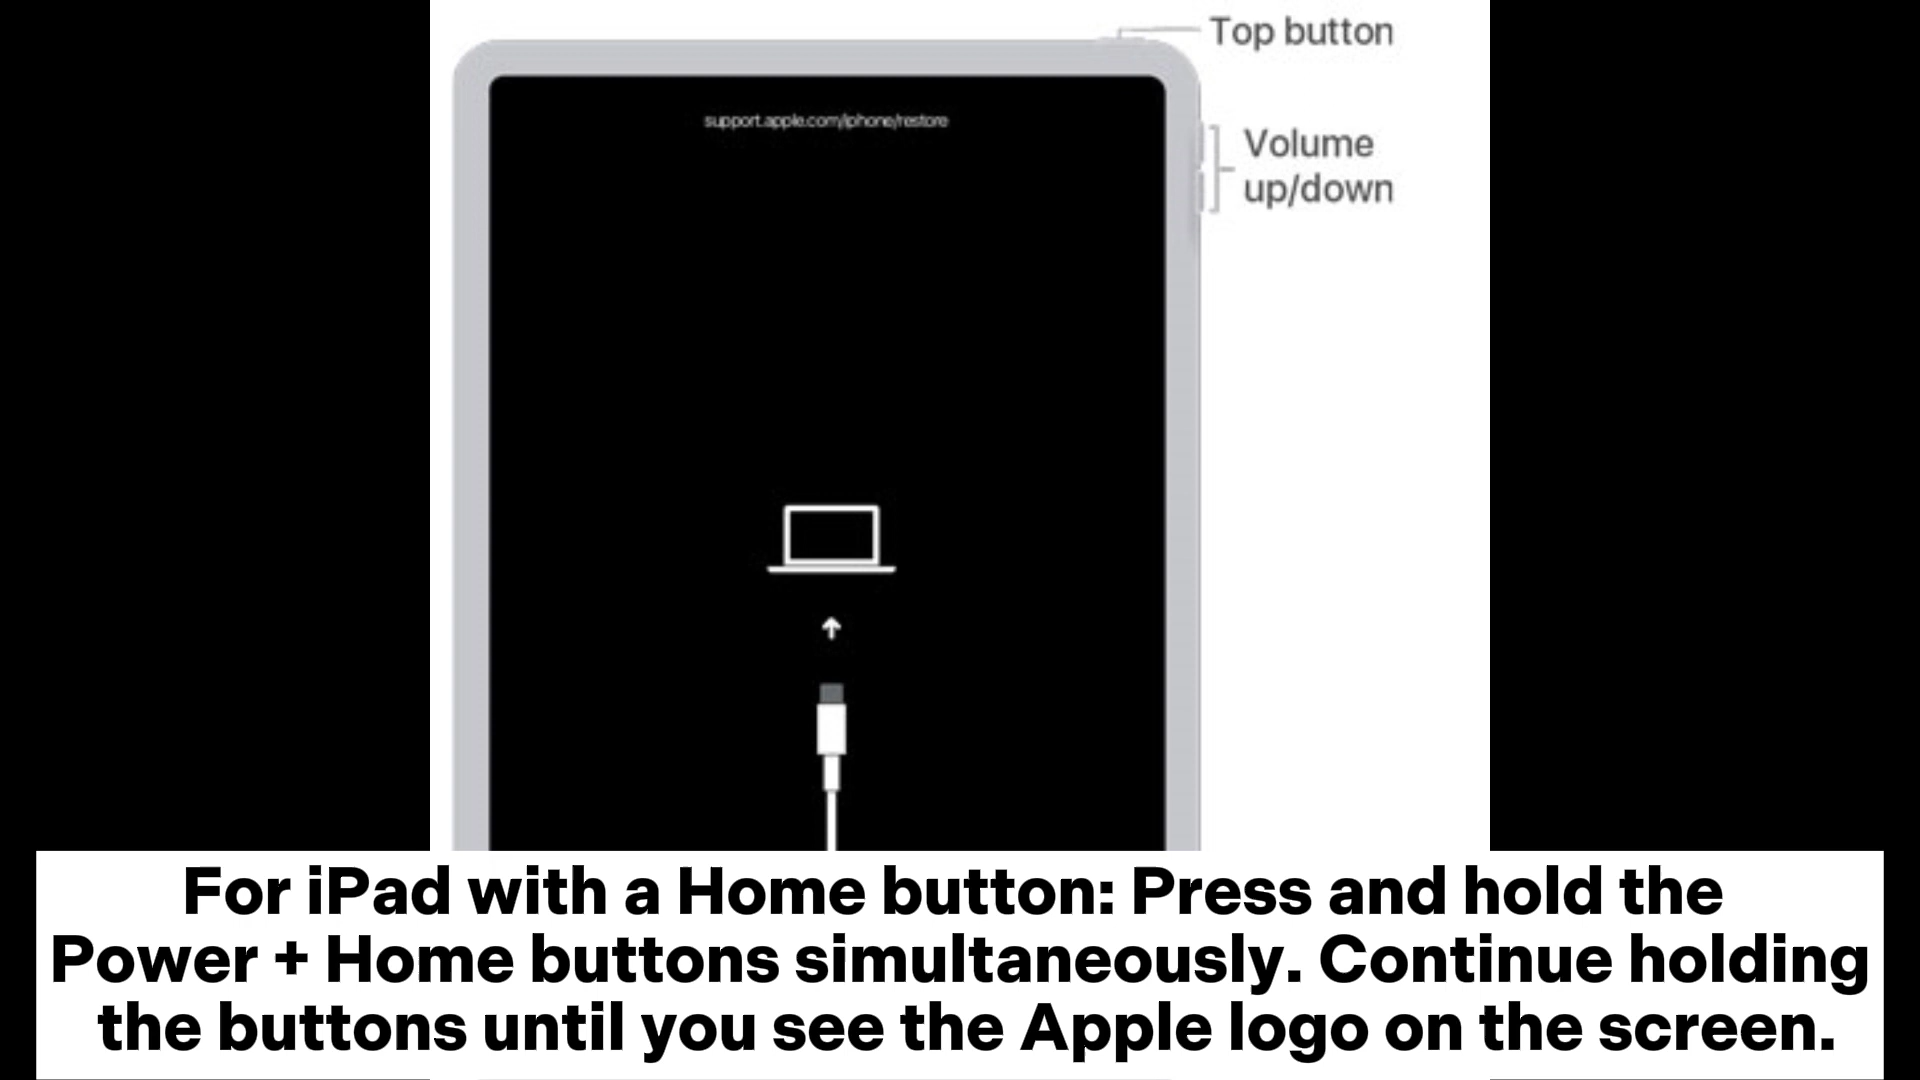 Top button
support.apple.com/iphone/restore
Volume
up/down
For iPad with a Home button: Press and hold the
Power + Home buttons simultaneously. Continue holding
the buttons until you see the Apple logo on the screen.